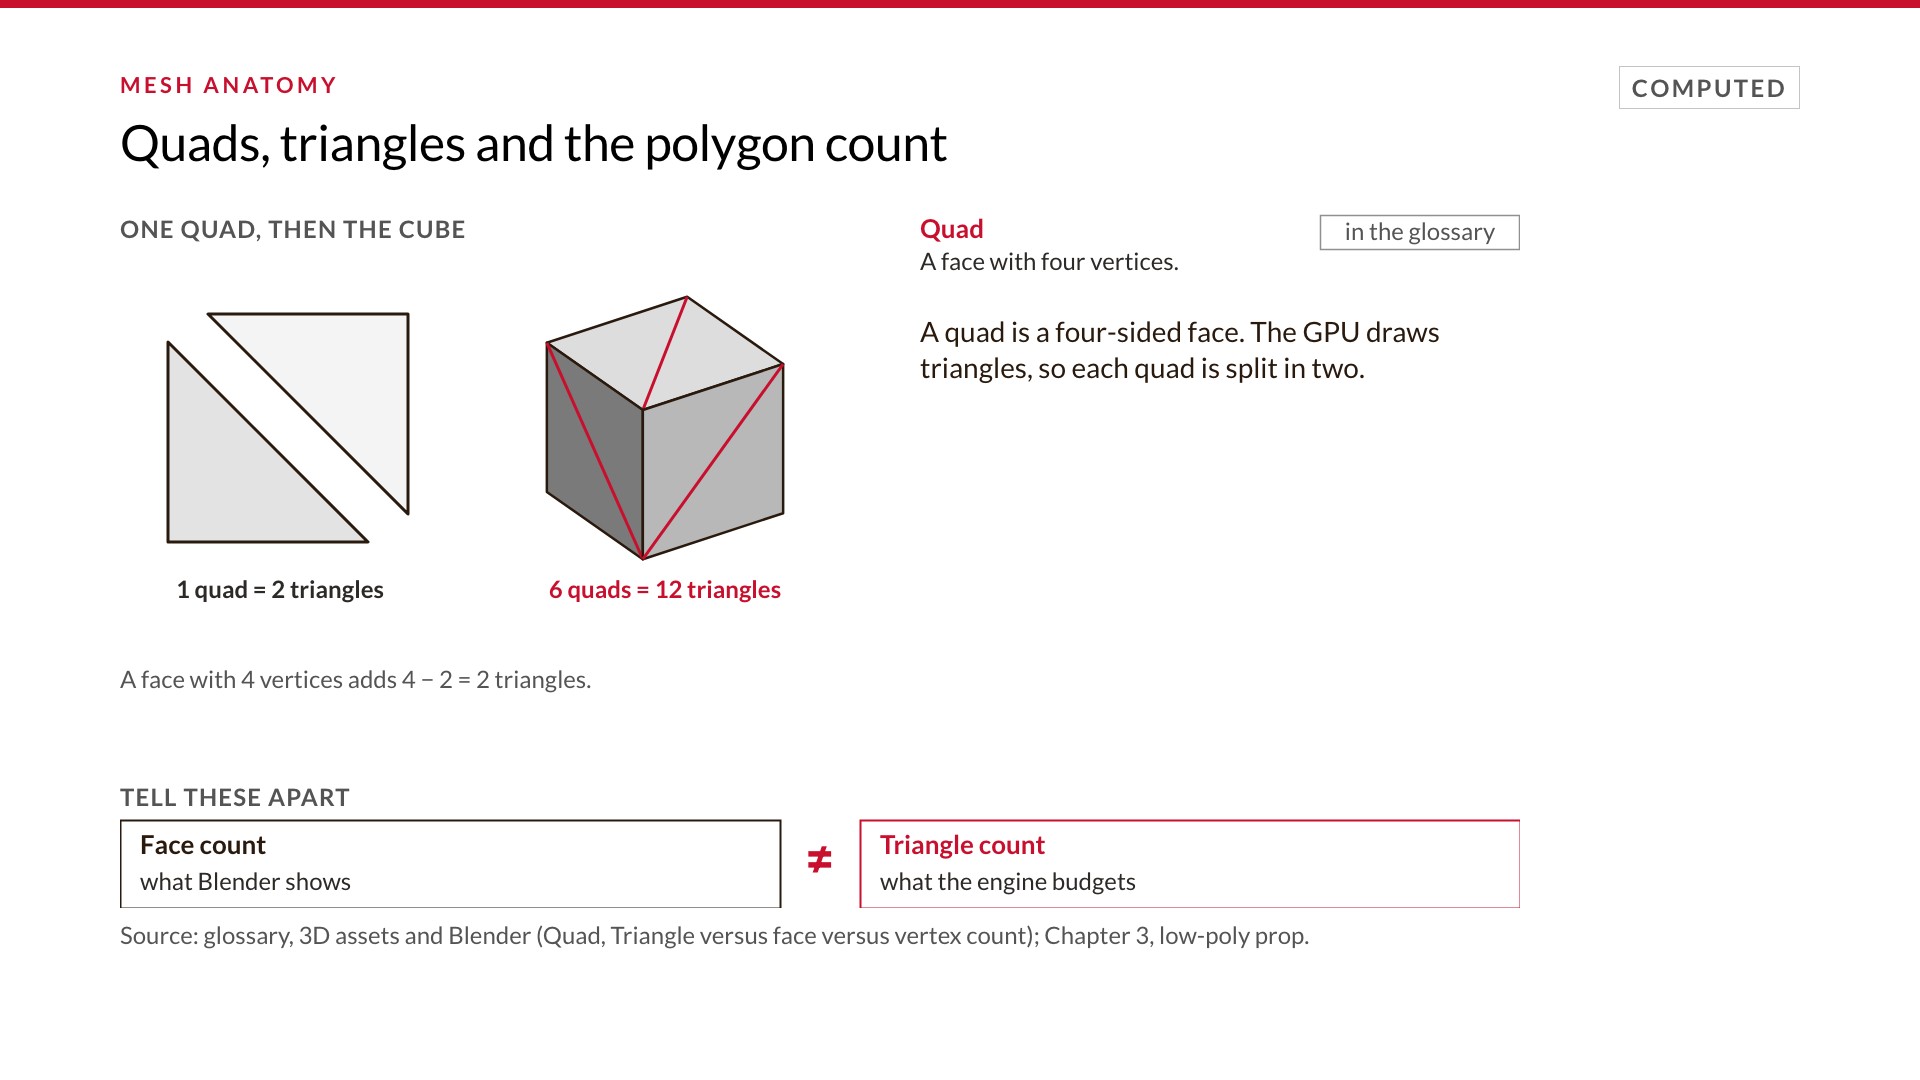 MESH ANATOMY
COMPUTED
Quads, triangles and the polygon count
ONE QUAD, THEN THE CUBE
1 quad = 2 triangles
6 quads = 12 triangles
A face with 4 vertices adds 4 − 2 = 2 triangles.
Quad
in the glossary
A face with four vertices.
A quad is a four-sided face. The GPU draws
triangles, so each quad is split in two.
TELL THESE APART
Face count
what Blender shows
≠
Triangle count
what the engine budgets
Source: glossary, 3D assets and Blender (Quad, Triangle versus face versus vertex count); Chapter 3, low-poly prop.